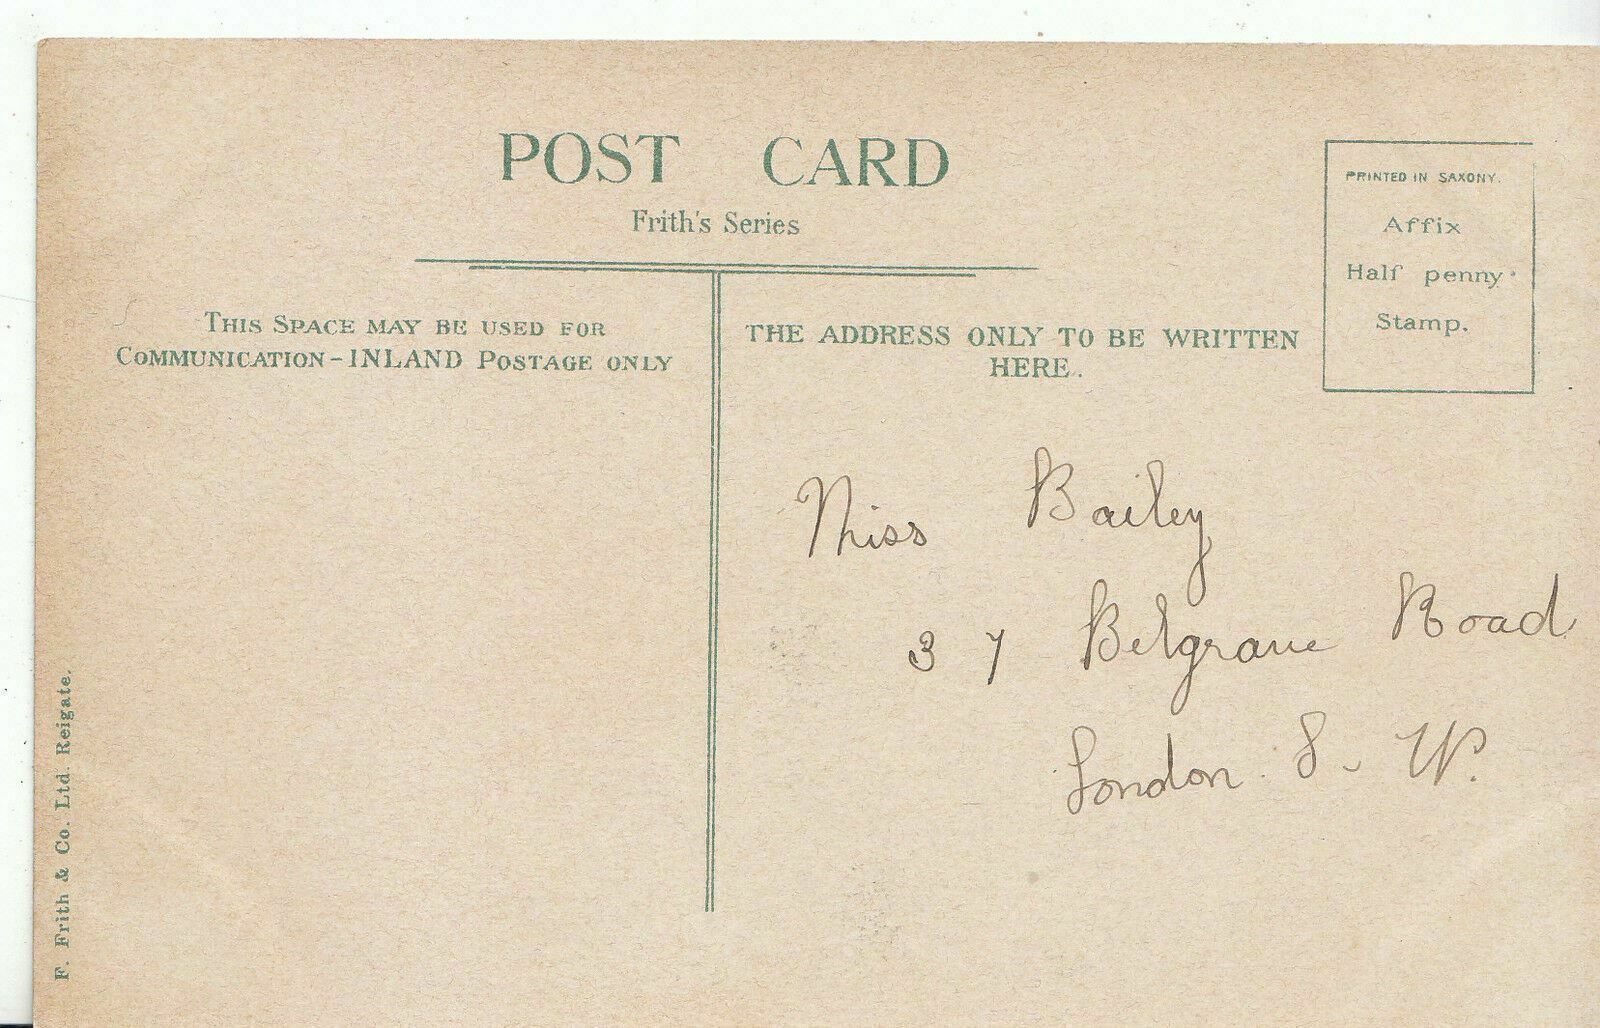 POST CARD
Frith's Series
PRINTED IN SAXONY.
Affix
Half penny
Stamp.
THIS SPACE MAY BE USED FOR
COMMUNICATION-INLAND POSTAGE ONLY
THE ADDRESS ONLY TO BE WRITTEN
HERE.
Miss Bailey
37 Belgrave Road
London. S. W.
F. Frith & Co. Ltd. Reigate.